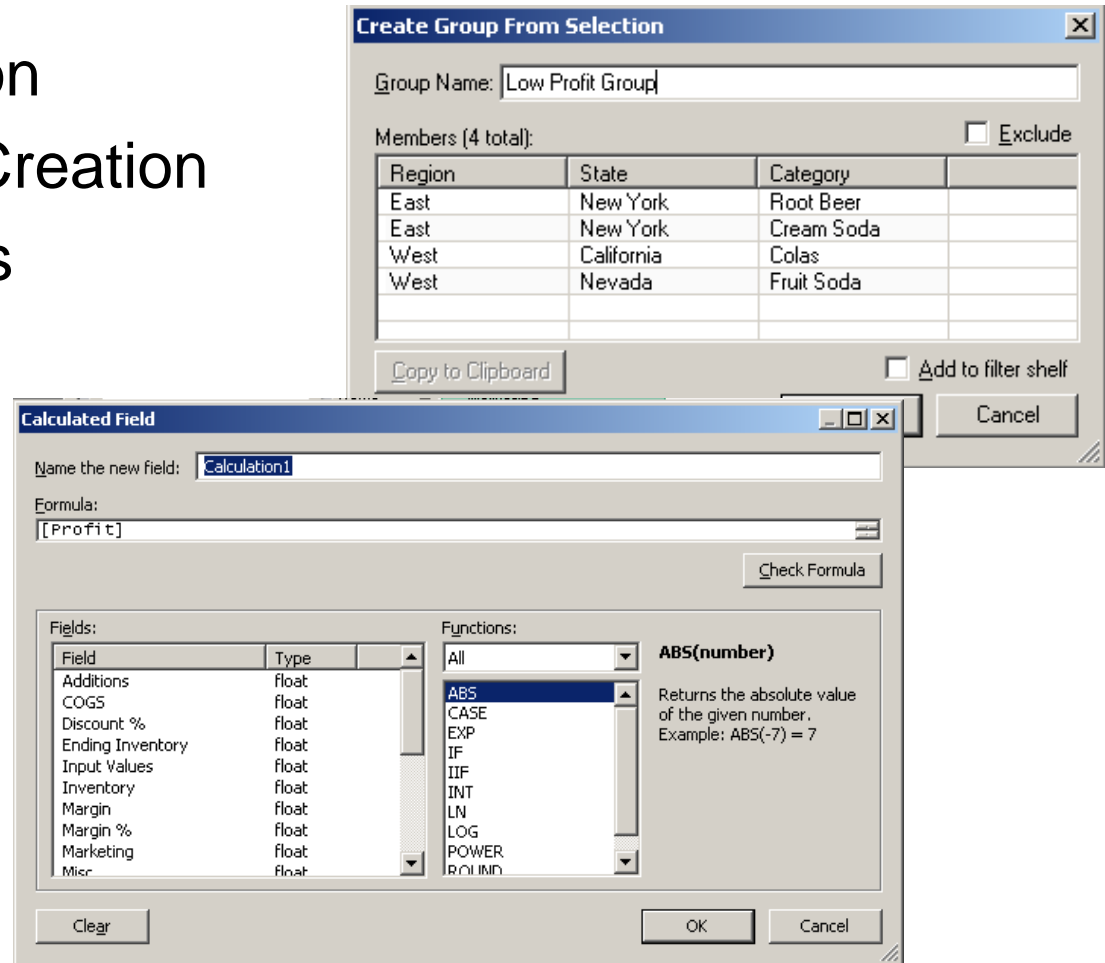 on
Creation
s
Create Group From Selection
Group Name: Low Profit Group
Members (4 total):
Exclude
Region State Category
East New York Root Beer
East New York Cream Soda
West California Colas
West Nevada Fruit Soda
Copy to Clipboard
Add to filter shelf
Cancel
Calculated Field
Name the new field: Calculation1
Formula:
[Profit]
Check Formula
Fields:
Field Type
Additions float
COGS float
Discount % float
Ending Inventory float
Input Values float
Inventory float
Margin float
Margin % float
Marketing float
Misc float
Functions:
All
ABS
CASE
EXP
IF
IIF
INT
LN
LOG
POWER
ROUND
ABS(number)
Returns the absolute value
of the given number.
Example: ABS(-7) = 7
Clear
OK
Cancel